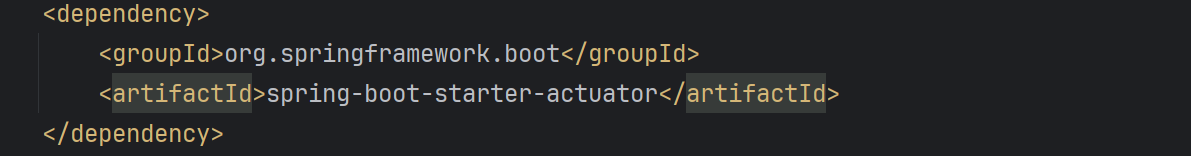 <dependency>
    <groupId>org.springframework.boot</groupId>
    <artifactId>spring-boot-starter-actuator</artifactId>
</dependency>